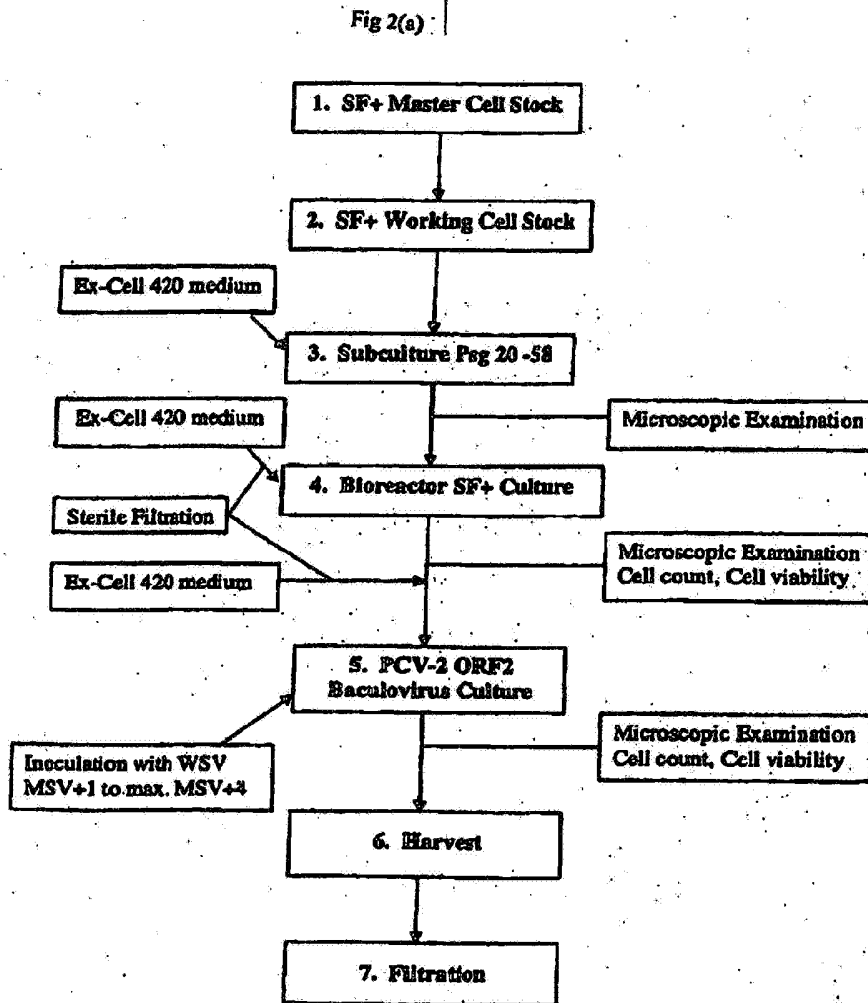 Fig 2(a)
1. SF+ Master Cell Stock
2. SF+ Working Cell Stock
Ex-Cell 420 medium
3. Subculture Psg 20 -58
Ex-Cell 420 medium
Microscopic Examination
4. Bioreactor SF+ Culture
Sterile Filtration
Microscopic Examination
Cell count, Cell viability
Ex-Cell 420 medium
5. PCV-2 ORF2
Baculovirus Culture
Microscopic Examination
Cell count, Cell viability
Inoculation with WSV
MSV+1 to max. MSV+4
6. Harvest
7. Filtration